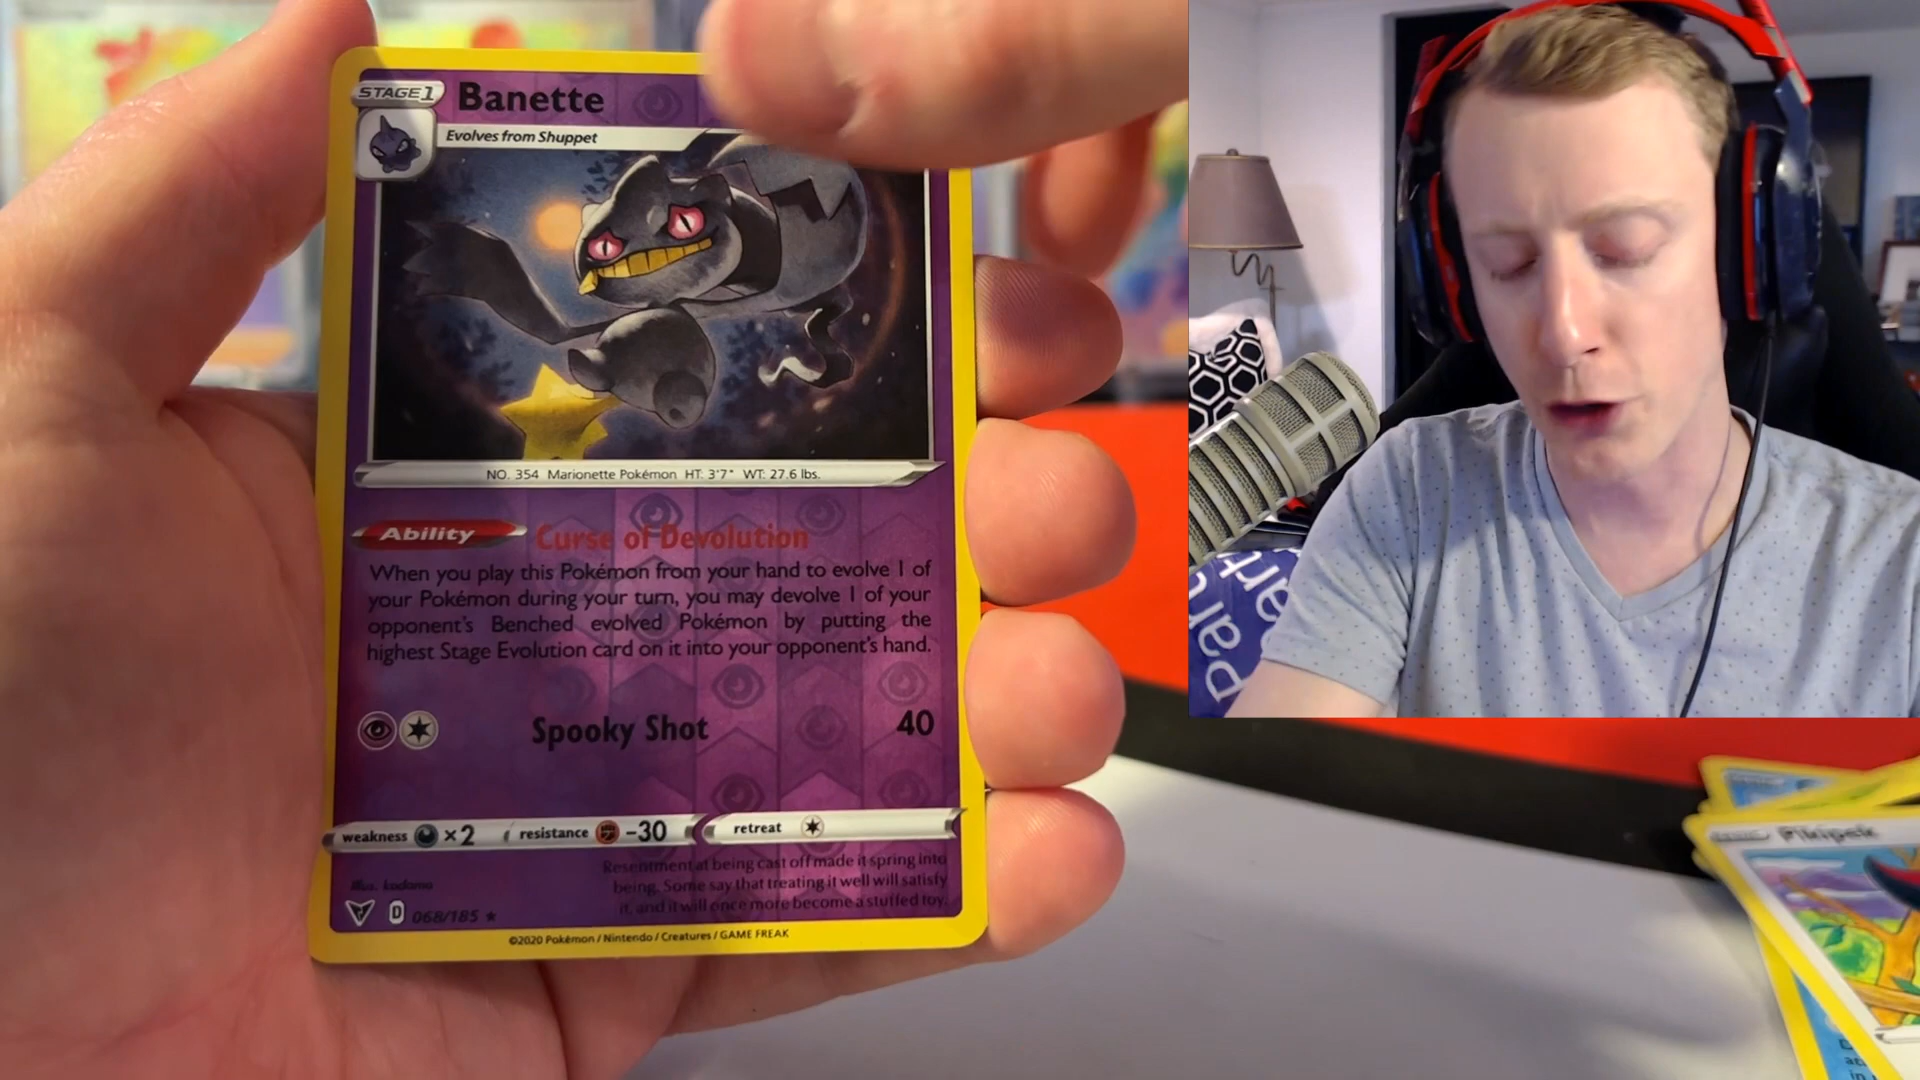 STAGE1
Banette
Evolves from Shuppet
NO. 354 Marionette Pokémon HT: 3'7" WT: 27.6 lbs.
Ability Curse of Devolution
When you play this Pokémon from your hand to evolve 1 of
your Pokémon during your turn, you may devolve 1 of your
opponent's Benched evolved Pokémon by putting the
highest Stage Evolution card on it into your opponent's hand.
Spooky Shot 40
weakness ×2 resistance -30 retreat
Resentment at being cast off made it spring into
being. Some say that treating it well will satisfy
it, and it will once more become a stuffed toy.
Illus. kodama
D 068/185 ★
©2020 Pokémon / Nintendo / Creatures / GAME FREAK
Pikipek